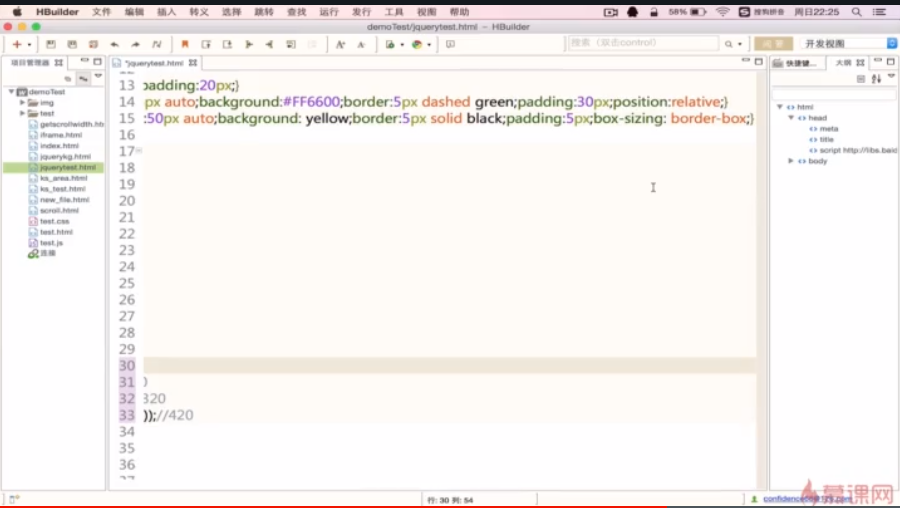 HBuilder 文件 编辑 插入 转义 选择 跳转 查找 运行 发行 工具 视图 帮助 58% 搜狗拼音 周日22:25
demoTest/jquerytest.html — HBuilder
搜索（双击control）
开发视图
项目管理器
*jquerytest.html
快捷键...
大纲
demoTest
img
test
getscrollwidth.ht
iframe.html
index.html
jquerykg.html
jquerytest.html
ks_area.html
ks_test.html
new_file.html
scroll.html
test.css
test.html
test.js
连接
13 padding:20px;}
14 px auto;background:#FF6600;border:5px dashed green;padding:30px;position:relative;}
15 :50px auto;background: yellow;border:5px solid black;padding:5px;box-sizing: border-box;}
17
18
19
20
21
22
23
24
25
26
27
28
29
30
31 0
32 320
33 ));//420
34
35
36
html
head
meta
title
script http://libs.baid
body
行: 30 列: 54
慕课网